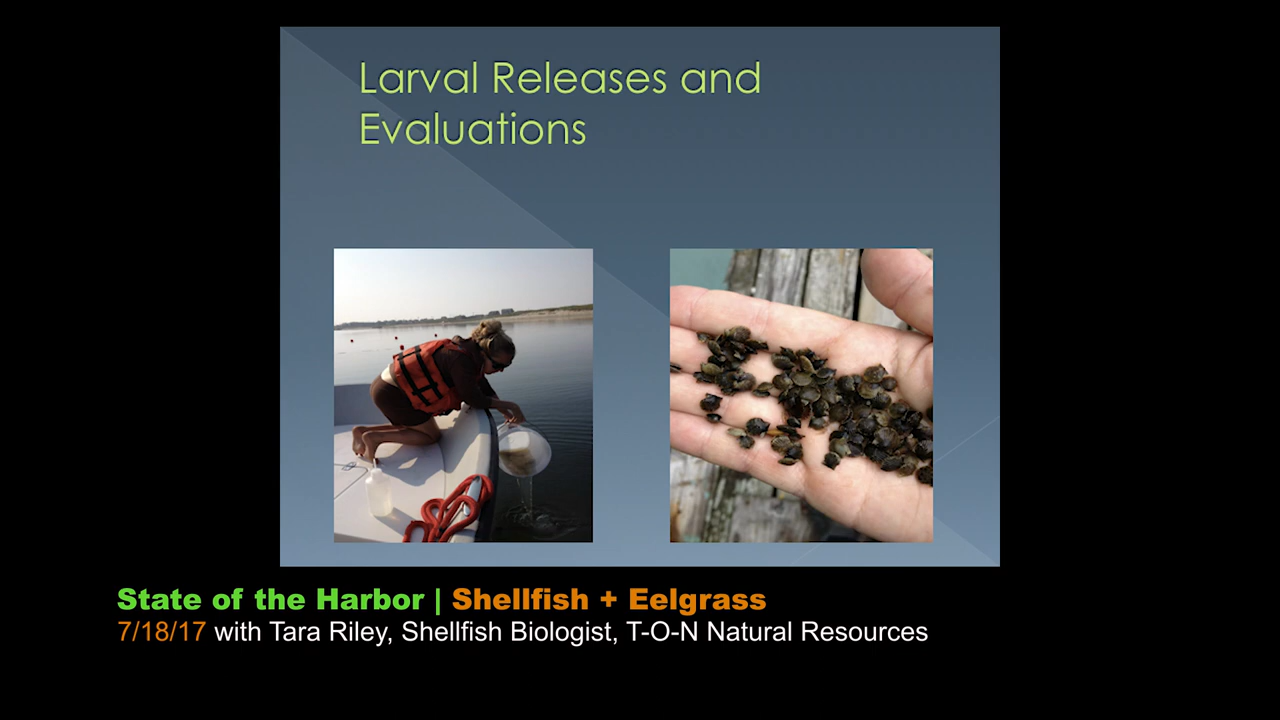 Larval Releases and
Evaluations
State of the Harbor | Shellfish + Eelgrass
7/18/17 with Tara Riley, Shellfish Biologist, T-O-N Natural Resources